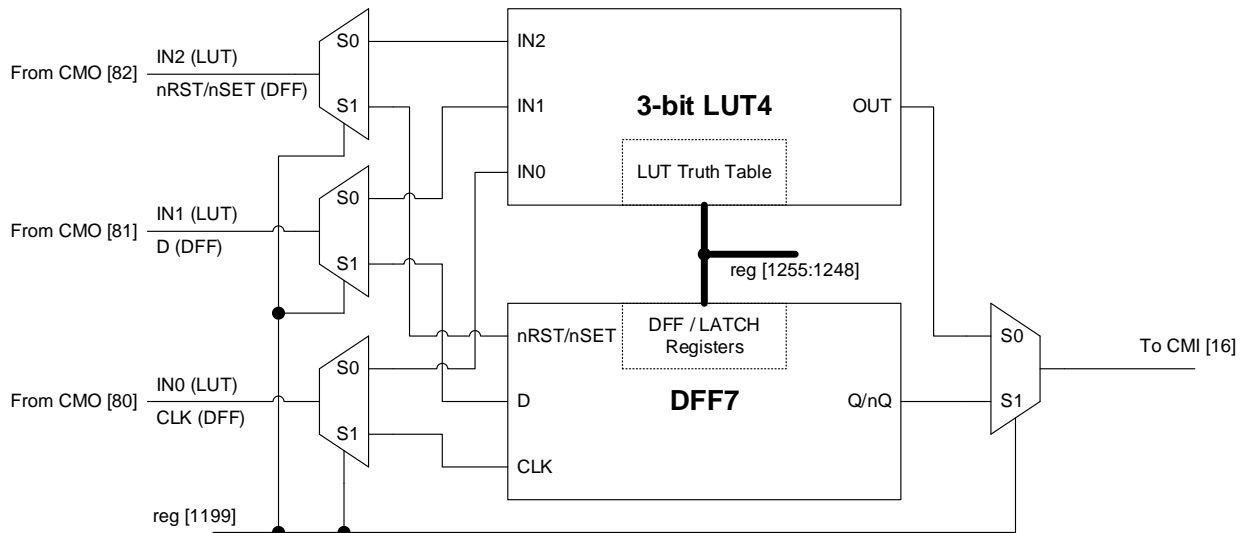 From CMO [82]
IN2 (LUT)
nRST/nSET (DFF)
S0
S1
IN2
IN1
IN0
3-bit LUT4
OUT
LUT Truth Table
From CMO [81]
IN1 (LUT)
D (DFF)
S0
S1
reg [1255:1248]
From CMO [80]
IN0 (LUT)
CLK (DFF)
S0
S1
nRST/nSET
D
CLK
DFF / LATCH
Registers
DFF7
Q/nQ
S0
S1
To CMI [16]
reg [1199]